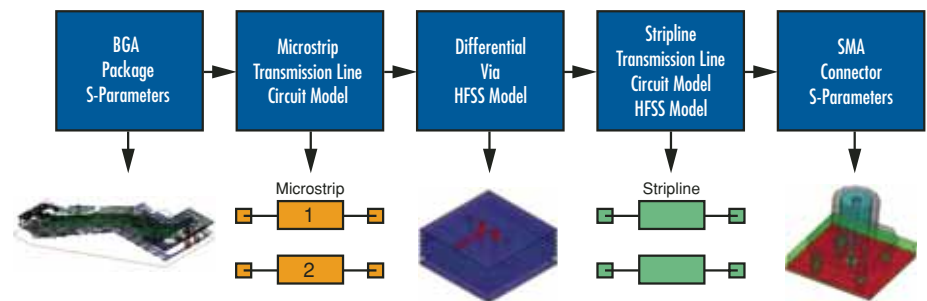 BGA
Package
S-Parameters
Microstrip
Transmission Line
Circuit Model
Differential
Via
HFSS Model
Stripline
Transmission Line
Circuit Model
HFSS Model
SMA
Connector
S-Parameters
Microstrip
1
2
Stripline